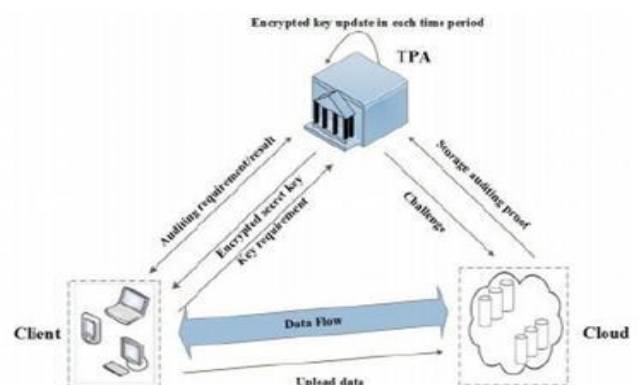 Encrypted key update in each time period
TPA
Auditing requirement/result
Encrypted secret key
Key requirement
Challenge
Storage auditing proof
Client
Data Flow
Cloud
Upload data